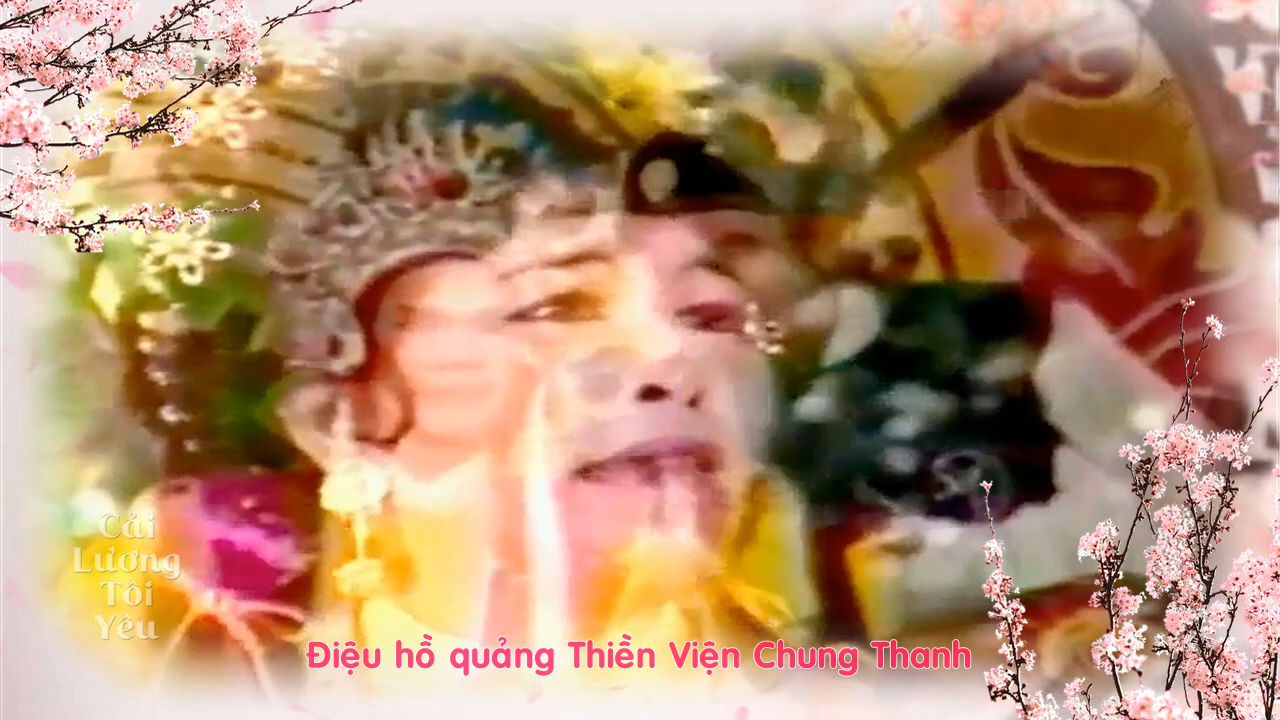 Cải
Lương
Tôi
Yêu
Điệu hồ quảng Thiền Viện Chung Thanh